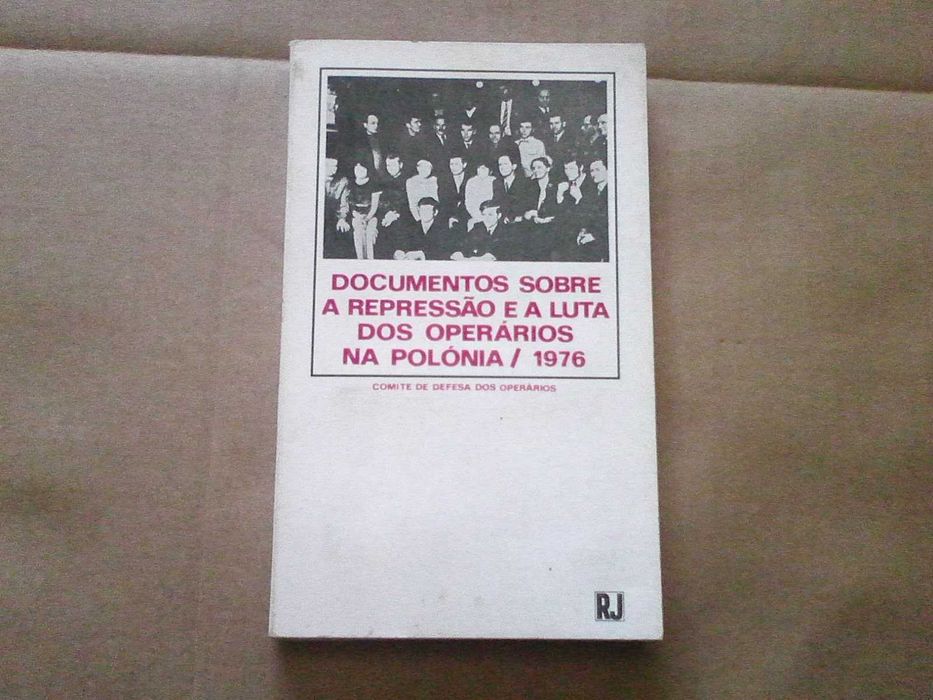 DOCUMENTOS SOBRE
A REPRESSÃO E A LUTA
DOS OPERÁRIOS
NA POLÓNIA / 1976
COMITE DE DEFESA DOS OPERÁRIOS
RJ